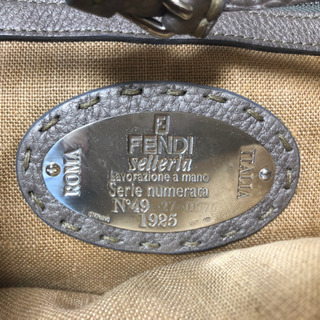 FENDI
selleria
Lavorazione a mano
Serie numerata
N°49
1925
ROMA
ITALIA